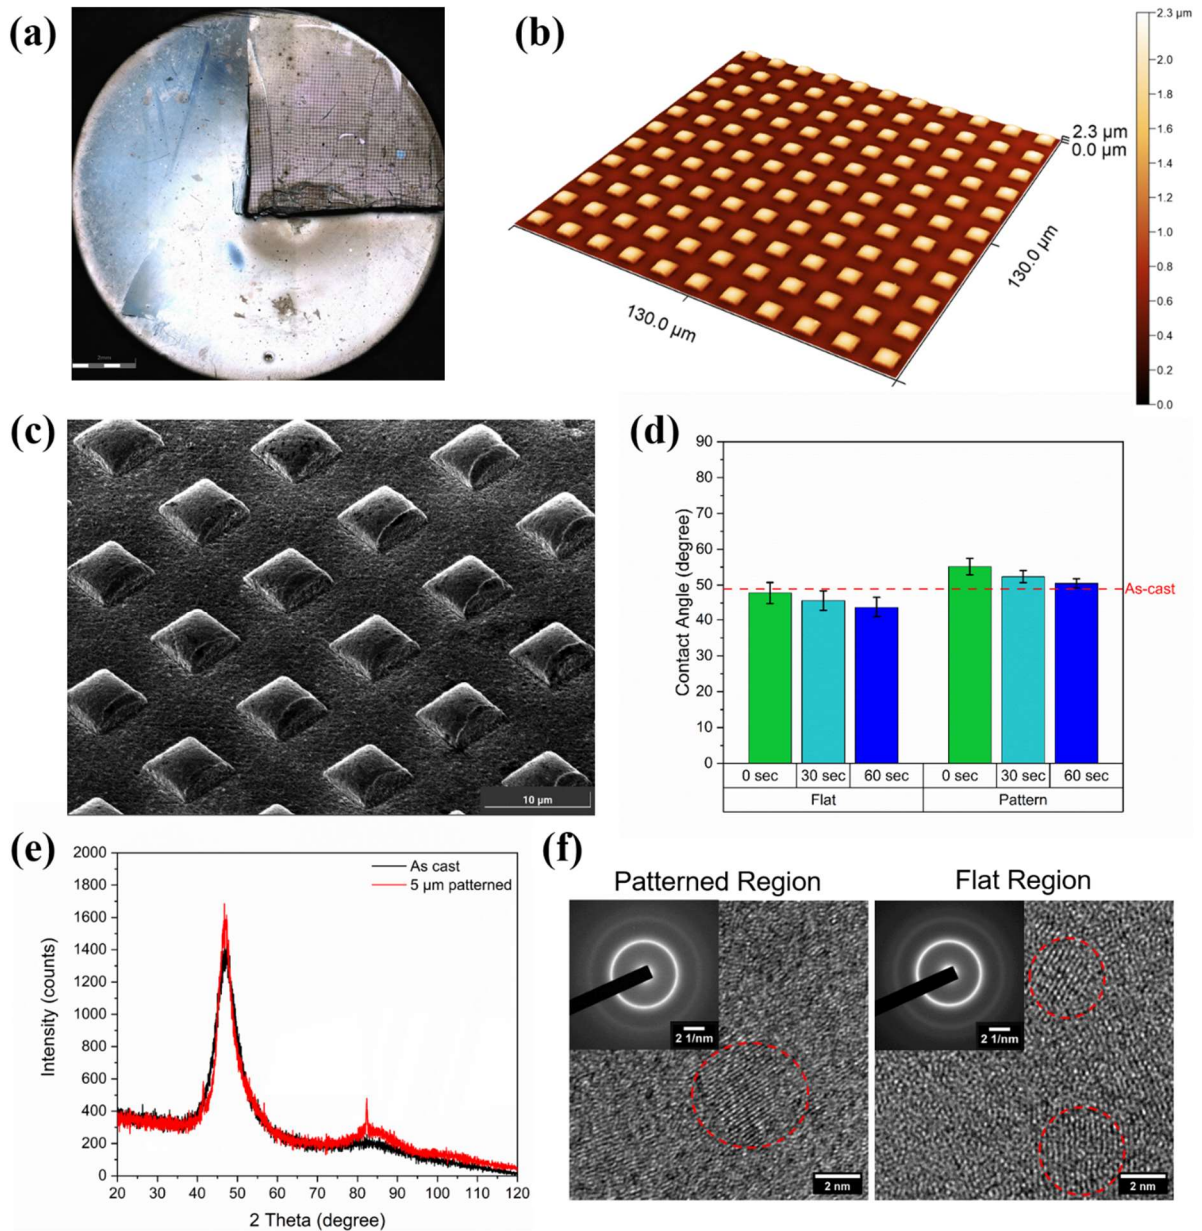 (a)
2mm
(b)
2.3 µm
0.0 µm
130.0 µm
130.0 µm
2.3 µm
2.0
1.8
1.6
1.4
1.2
1.0
0.8
0.6
0.4
0.2
0.0
(c)
10 µm
(d)
Contact Angle (degree)
90
80
70
60
50
40
30
20
10
0
As-cast
0 sec 30 sec 60 sec 0 sec 30 sec 60 sec
Flat Pattern
(e)
Intensity (counts)
2000
1800
1600
1400
1200
1000
800
600
400
200
0
As cast
5 µm patterned
20 30 40 50 60 70 80 90 100 110 120
2 Theta (degree)
(f)
Patterned Region
Flat Region
2 1/nm
2 1/nm
2 nm
2 nm